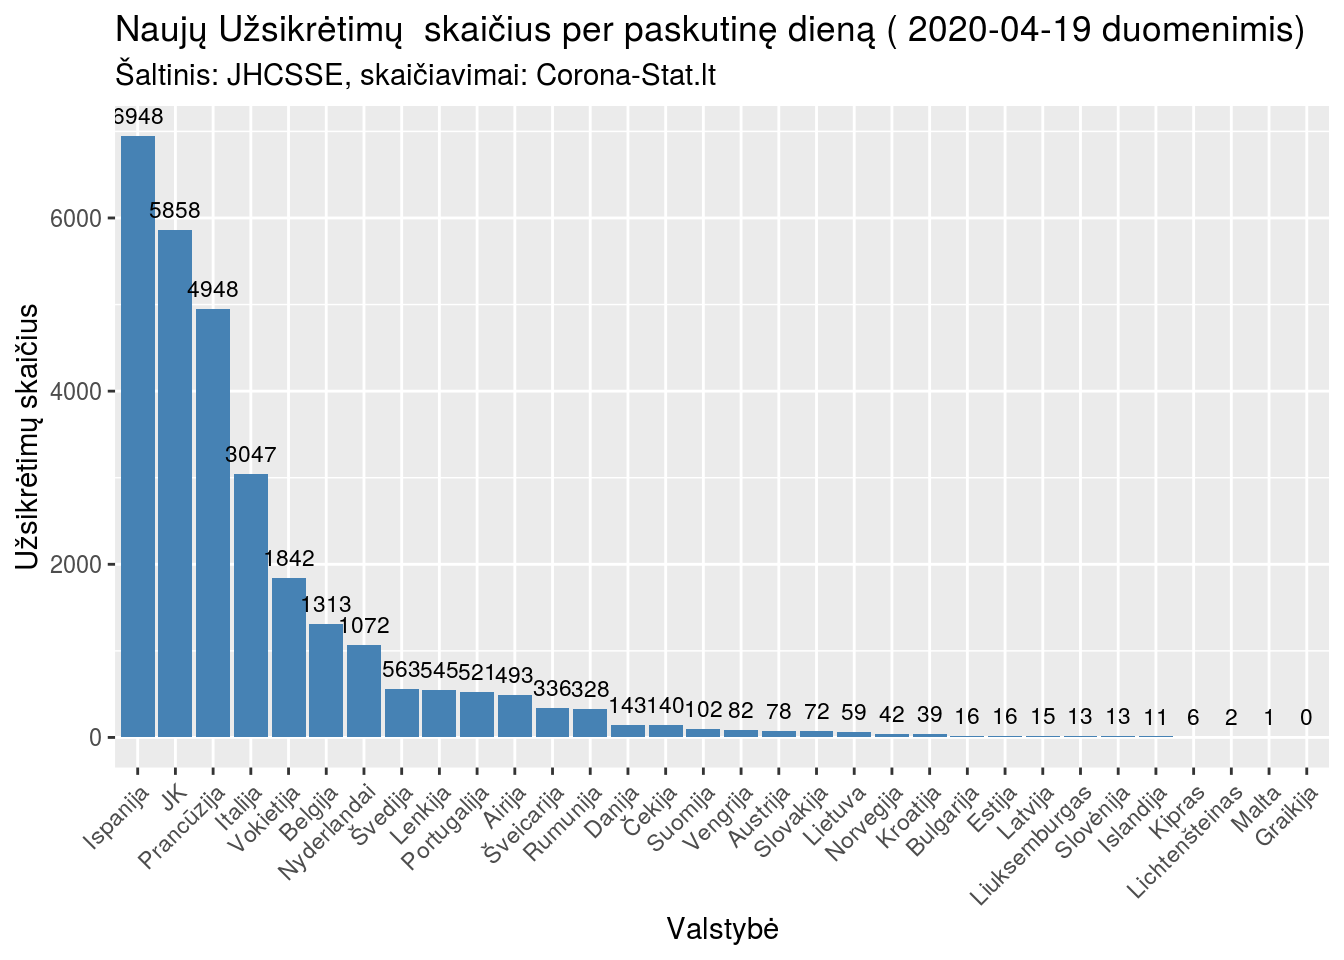 Naujų Užsikrėtimų  skaičius per paskutinę dieną ( 2020-04-19 duomenimis)
Šaltinis: JHCSSE, skaičiavimai: Corona-Stat.lt
Užsikrėtimų skaičius
6000
4000
2000
0
6948
5858
4948
3047
1842
1313
1072
563
545
521
493
336
328
143
140
102
82
78
72
59
42
39
16
16
15
13
13
11
6
2
1
0
Ispanija
JK
Prancūzija
Italija
Vokietija
Belgija
Nyderlandai
Švedija
Lenkija
Portugalija
Airija
Šveicarija
Rumunija
Danija
Čekija
Suomija
Vengrija
Austrija
Slovakija
Lietuva
Norvegija
Kroatija
Bulgarija
Estija
Latvija
Liuksemburgas
Slovėnija
Islandija
Kipras
Lichtenšteinas
Malta
Graikija
Valstybė